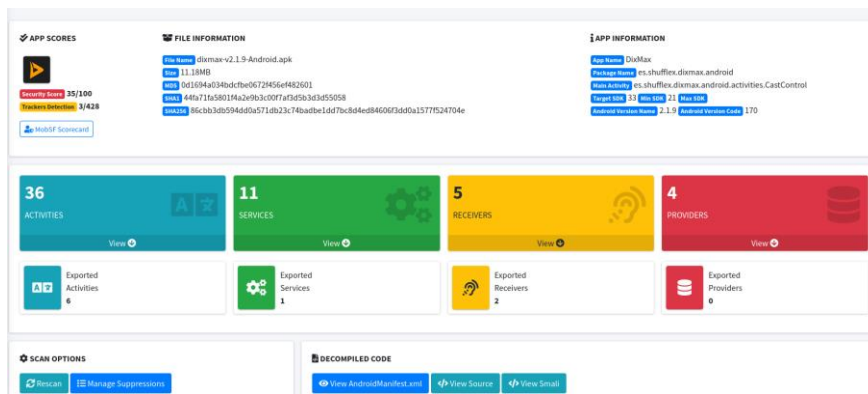 APP SCORES
Security Score 35/100
Trackers Detection 3/428
MobSF Scorecard
FILE INFORMATION
File Name dixmax-v2.1.9-Android.apk
Size 11.18MB
MD5 0d1694a034bdcfbe0672f456ef482601
SHA1 44fa71fa5801f4a2e9b3c00f7af3d5b3d3d55058
SHA256 86cbb3db594dd0a571db23c74badbe1dd7bc8d4ed84606f3dd0a1577f524704e
APP INFORMATION
App Name DixMax
Package Name es.shufflex.dixmax.android
Main Activity es.shufflex.dixmax.android.activities.CastControl
Target SDK 33 Min SDK 21 Max SDK
Android Version Name 2.1.9 Android Version Code 170
36
ACTIVITIES
View
11
SERVICES
View
5
RECEIVERS
View
4
PROVIDERS
View
Exported
Activities
6
Exported
Services
1
Exported
Receivers
2
Exported
Providers
0
SCAN OPTIONS
Rescan
Manage Suppressions
DECOMPILED CODE
View AndroidManifest.xml
View Source
View Smali